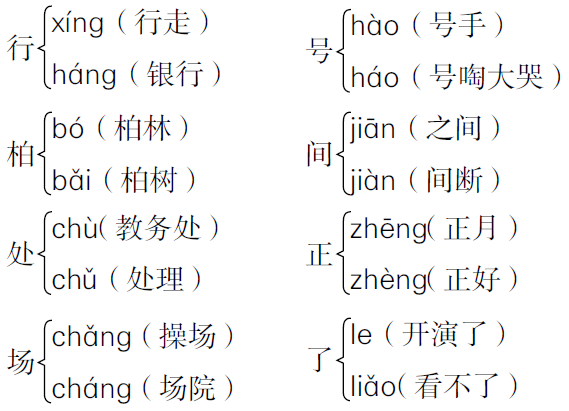 行 xíng（行走）
háng（银行）
号 hào（号手）
háo（号啕大哭）
柏 bó（柏林）
bǎi（柏树）
间 jiān（之间）
jiàn（间断）
处 chù(教务处）
chǔ（处理）
正 zhēng(正月）
zhèng(正好）
场 chǎng（操场）
cháng（场院）
了 le（开演了）
liǎo(看不了）